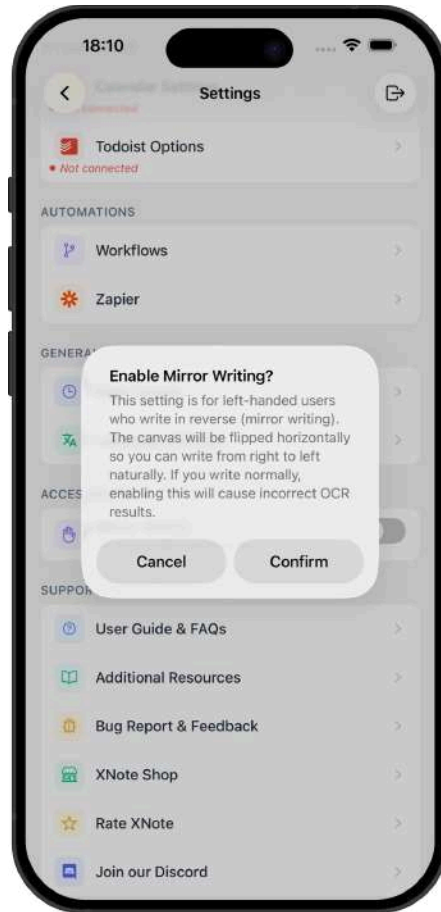 18:10
Settings
Todoist Options
• Not connected
AUTOMATIONS
Workflows
Zapier
GENERA
Enable Mirror Writing?
This setting is for left-handed users
who write in reverse (mirror writing).
The canvas will be flipped horizontally
so you can write from right to left
naturally. If you write normally,
enabling this will cause incorrect OCR
results.
Cancel
Confirm
ACCES
SUPPOR
User Guide & FAQs
Additional Resources
Bug Report & Feedback
XNote Shop
Rate XNote
Join our Discord